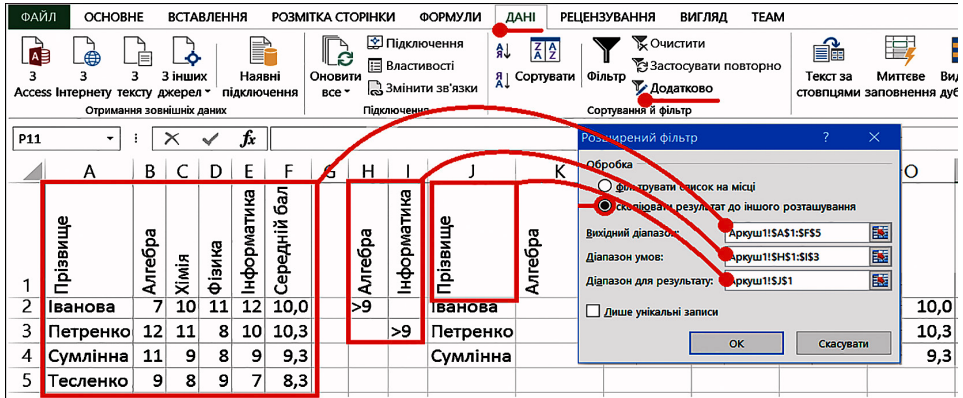 ФАЙЛ ОСНОВНЕ ВСТАВЛЕННЯ РОЗМІТКА СТОРІНКИ ФОРМУЛИ ДАНІ РЕЦЕНЗУВАННЯ ВИГЛЯД TEAM
З Access З Інтернету З тексту З інших джерел Наявні підключення
Отримання зовнішніх даних
Оновити все Підключення
Властивості
Змінити зв'язки
Підключення
Сортувати Фільтр Очистити
Застосувати повторно
Додатково
Сортування й фільтр
Текст за стовпцями Миттєве заповнення
P11 fx
A B C D E F G H I J K O
1 Прізвище Алгебра Хімія Фізика Інформатика Середній бал Алгебра Інформатика Прізвище Алгебра
2 Іванова 7 10 11 12 10,0 >9 Іванова 10,0
3 Петренко 12 11 8 10 10,3 >9 Петренко 10,3
4 Сумлінна 11 9 8 9 9,3 Сумлінна 9,3
5 Тесленко 9 8 9 7 8,3
Розширений фільтр ? ×
Обробка
фільтрувати список на місці
скопіювати результат до іншого розташування
Вихідний діапазон: Аркуш1!$A$1:$F$5
Діапазон умов: Аркуш1!$H$1:$I$3
Діапазон для результату: Аркуш1!$J$1
Лише унікальні записи
ОК Скасувати